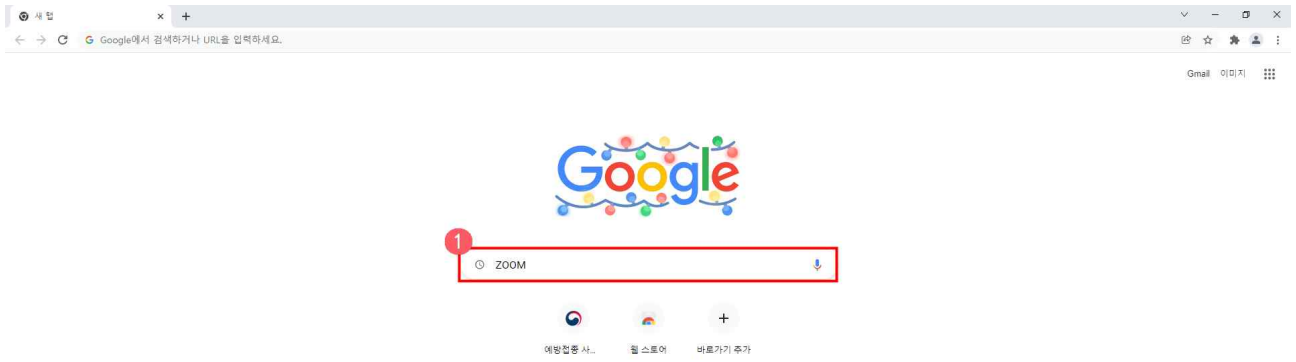 새 탭
Google에서 검색하거나 URL을 입력하세요.
Gmail 이미지
Google
1
ZOOM
예방접종 사...
웹 스토어
바로가기 추가